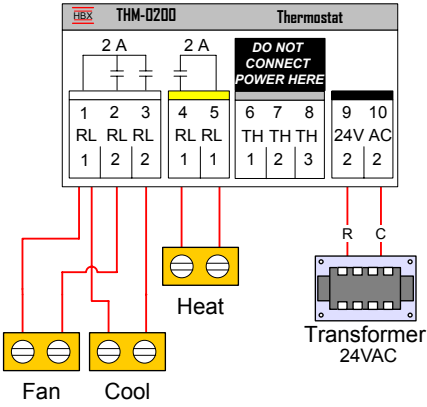 HBX THM-0200 Thermostat
2 A 2 A DO NOT
CONNECT
POWER HERE
1 2 3 4 5 6 7 8 9 10
RL RL RL RL RL TH TH TH 24V AC
1 2 2 1 1 1 2 3 2 2
R C
Heat
Transformer
24VAC
Fan Cool